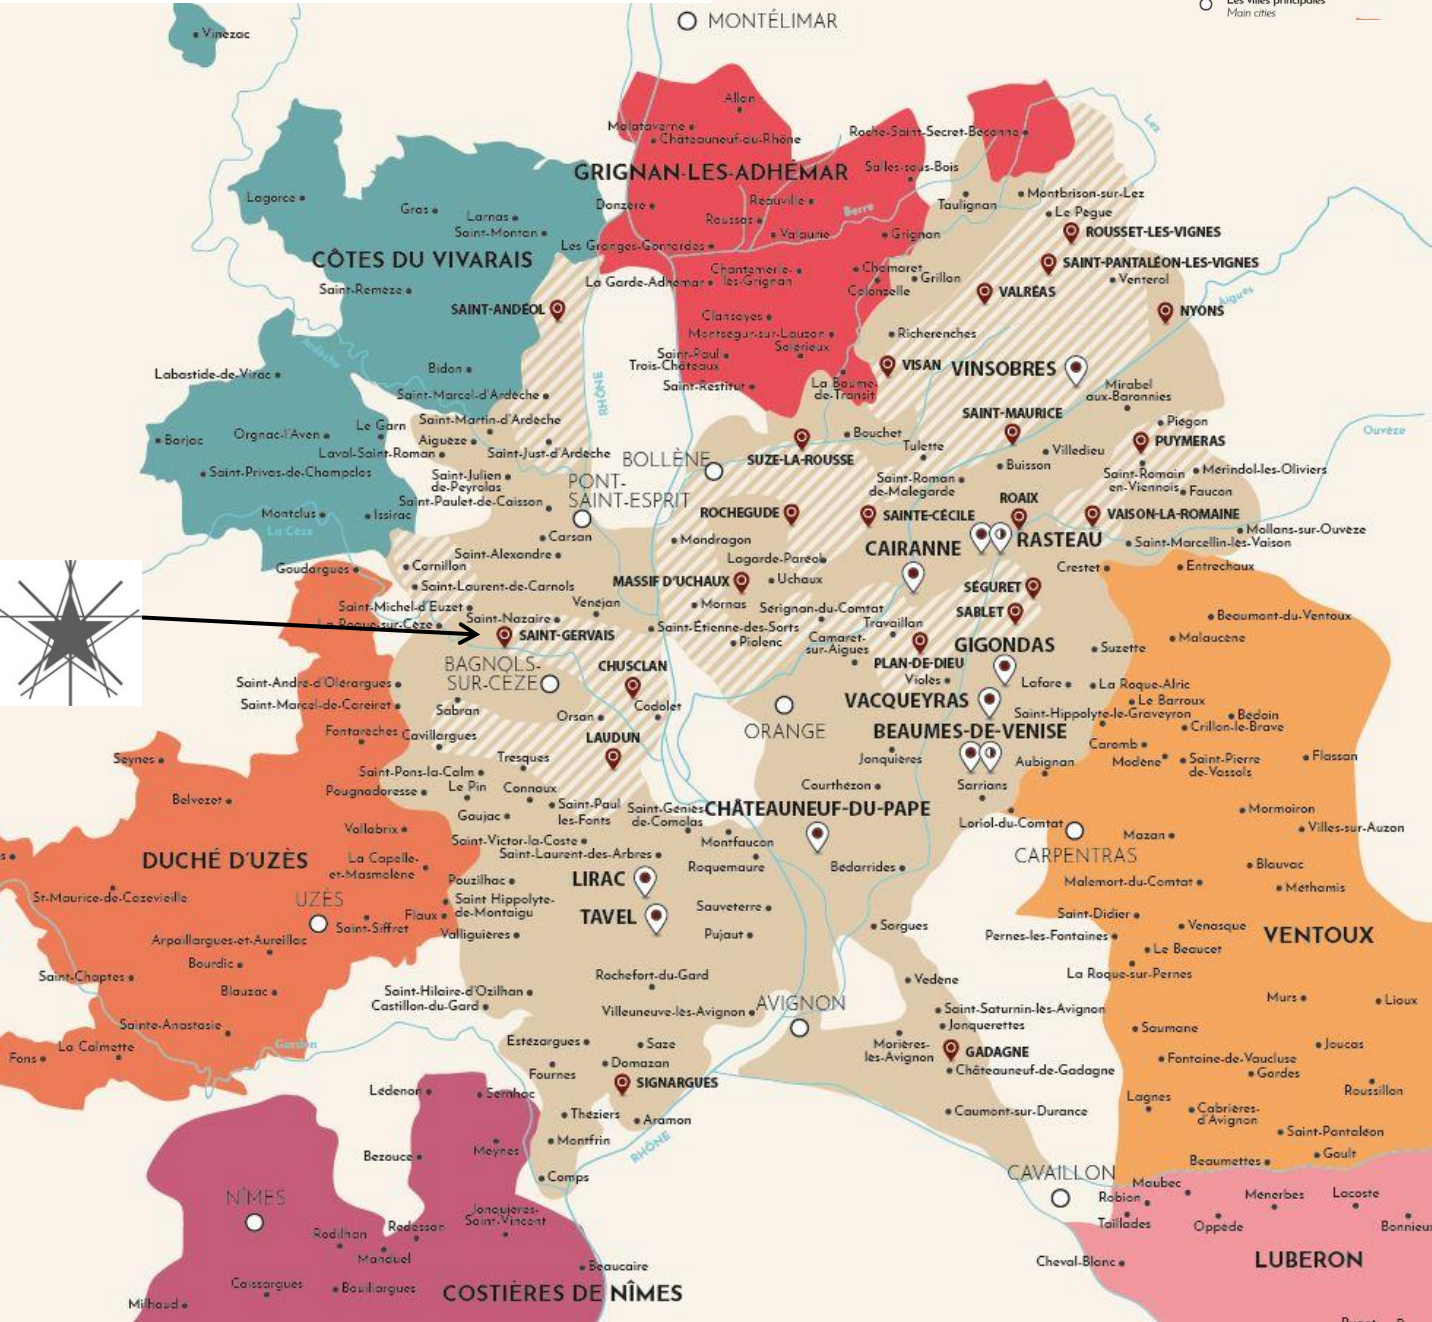 Les villes principales
Main cities
MONTÉLIMAR
Vinezac
Allan
Malataverne
Châteauneuf-du-Rhône
Roche-Saint-Secret-Béconne
Lez
GRIGNAN-LES-ADHÉMAR
Salles-sous-Bois
Lagorce
Gras
Larnas
Saint-Montan
Donzère
Réauville
Roussas
Valaurie
Berre
Taulignan
Montbrison-sur-Lez
Le Pègue
Grignan
ROUSSET-LES-VIGNES
Les Granges-Gontardes
CÔTES DU VIVARAIS
SAINT-PANTALÉON-LES-VIGNES
Chantemerle-
lès-Grignan
Chamaret
Grillon
Colonzelle
Venterol
La Garde-Adhémar
Saint-Remèze
VALRÉAS
Aigues
SAINT-ANDÉOL
NYONS
Clansayes
Montségur-sur-Lauzon
Solérieux
Richerenches
Ardèche
Saint-Paul
Trois-Châteaux
VISAN
VINSOBRES
Bidon
Labastide-de-Virac
Saint-Restitut
La Baume-
de-Transit
Mirabel
aux-Baronnies
RHÔNE
Saint-Marcel-d'Ardèche
Saint-Martin-d'Ardèche
SAINT-MAURICE
Piégon
Le Garn
Barjac
Orgnac-l'Aven
Aiguèze
Laval-Saint-Roman
Saint-Just-d'Ardèche
Bouchet
Tulette
PUYMERAS
Ouvèze
Villedieu
Buisson
SUZE-LA-ROUSSE
BOLLÈNE
Saint-Privas-de-Champclos
Saint-Julien
de-Peyrolas
PONT-
SAINT-ESPRIT
Saint-Roman
de-Malegarde
Saint-Romain
en-Viennois
Mérindol-les-Oliviers
Faucon
Saint-Paulet-de-Caisson
ROAIX
Montclus
Issirac
ROCHEGUDE
SAINTE-CÉCILE
VAISON-LA-ROMAINE
La Cèze
Mollans-sur-Ouvèze
Carsan
Mondragon
CAIRANNE
RASTEAU
Saint-Marcellin-lès-Vaison
Saint-Alexandre
Lagarde-Paréol
Goudargues
Cornillon
Crestet
Entrechaux
MASSIF D'UCHAUX
Uchaux
Saint-Laurent-de-Carnols
SÉGURET
Saint-Michel-d'Euzet
Vénéjan
Mornas
Sérignan-du-Comtat
SABLET
Beaumont-du-Ventoux
La Roque-sur-Cèze
Saint-Nazaire
SAINT-GERVAIS
Saint-Étienne-des-Sorts
Piolenc
Camaret-
sur-Aigues
Travaillan
GIGONDAS
Malaucène
Suzette
BAGNOLS-
SUR-CÈZE
CHUSCLAN
PLAN-DE-DIEU
Violès
Lafare
La Roque-Alric
Saint-André-d'Olérargues
Saint-Marcel-de-Careiret
VACQUEYRAS
Le Barroux
Sabran
Orsan
Codolet
Saint-Hippolyte-le-Graveyron
Bédoin
Crillon-le-Brave
Fontarèches
Cavillargues
LAUDUN
ORANGE
BEAUMES-DE-VENISE
Caromb
Modène
Seynes
Tresques
Jonquières
Aubignan
Saint-Pierre
de-Vassols
Flassan
Saint-Pons-la-Calm
Pougnadoresse
Le Pin
Connaux
Courthézon
Sarrians
Belvezet
Gaujac
Saint-Paul
les-Fonts
Saint-Géniès
de-Comolas
CHÂTEAUNEUF-DU-PAPE
Mormoiron
Vallabrix
Loriol-du-Comtat
Villes-sur-Auzon
Saint-Victor-la-Coste
Saint-Laurent-des-Arbres
Montfaucon
Mazan
DUCHÉ D'UZÈS
La Capelle-
et-Masmolène
CARPENTRAS
Roquemaure
Bédarrides
Blauvac
Pouzilhac
LIRAC
Malemort-du-Comtat
Méthamis
St-Maurice-de-Cazevieille
UZÈS
Saint Hippolyte-
de-Montaigu
Flaux
Saint-Siffret
TAVEL
Sauveterre
Saint-Didier
Valliguières
Pujaut
Sorgues
Pernes-les-Fontaines
Venasque
VENTOUX
Arpaillargues-et-Aureillac
Bourdic
Le Beaucet
Saint-Chaptes
Rochefort-du-Gard
Vedène
La Roque-sur-Pernes
Blauzac
Saint-Hilaire-d'Ozilhan
Castillon-du-Gard
Villeuneuve-lès-Avignon
AVIGNON
Murs
Lioux
Saint-Saturnin-lès-Avignon
Jonquerettes
Sainte-Anastasie
Saumane
Gardon
Estézargues
Saze
Morières-
lès-Avignon
GADAGNE
Joucas
La Calmette
Fons
Domazan
Fournès
Châteauneuf-de-Gadagne
Fontaine-de-Vaucluse
Gordes
SIGNARGUES
Lédenon
Sernhac
Roussillon
Lagnes
Théziers
Aramon
Caumont-sur-Durance
Cabrières-
d'Avignon
Montfrin
RHÔNE
Saint-Pantaléon
Bezouce
Meynes
Goult
Beaumettes
Comps
CAVAILLON
Maubec
Robion
Ménerbes
Lacoste
NÎMES
Jonquières-
Saint-Vincent
Taillades
Oppède
Bonnieux
Redessan
Rodilhan
Manduel
Cheval-Blanc
LUBERON
Beaucaire
Caissargues
Bouillargues
COSTIÈRES DE NÎMES
Milhaud